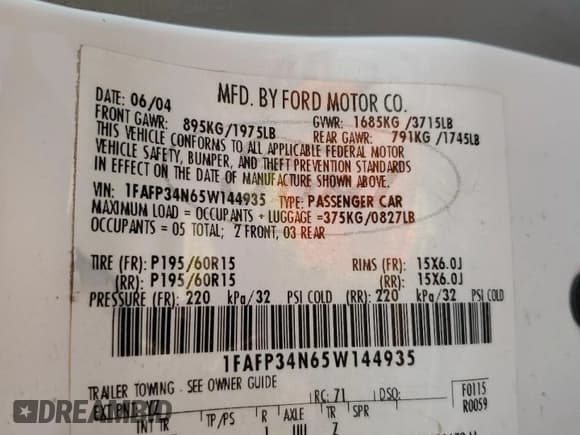 MFD. BY FORD MOTOR CO.
DATE: 06/04
FRONT GAWR: 895KG/1975LB
GVWR: 1685KG/3715LB
REAR GAWR: 791KG/1745LB
THIS VEHICLE CONFORMS TO ALL APPLICABLE FEDERAL MOTOR
VEHICLE SAFETY, BUMPER, AND THEFT PREVENTION STANDARDS
IN EFFECT ON THE DATE OF MANUFACTURE SHOWN ABOVE.
VIN: 1FAFP34N65W144935 TYPE: PASSENGER CAR
MAXIMUM LOAD = OCCUPANTS + LUGGAGE =375KG/0827LB
OCCUPANTS = 05 TOTAL; 2 FRONT, 03 REAR
TIRE (FR): P195/60R15 RIMS (FR): 15X6.0J
(RR): P195/60R15 (RR): 15X6.0J
PRESSURE (FR): 220 kPa/32 PSI COLD (RR): 220 kPa/32 PSI COLD
1FAFP34N65W144935
TRAILER TOWING - SEE OWNER GUIDE
RC: 71 DSO: F0115
R0059
INT TR TP/PS R AXLE TR SPR
DREAMBID